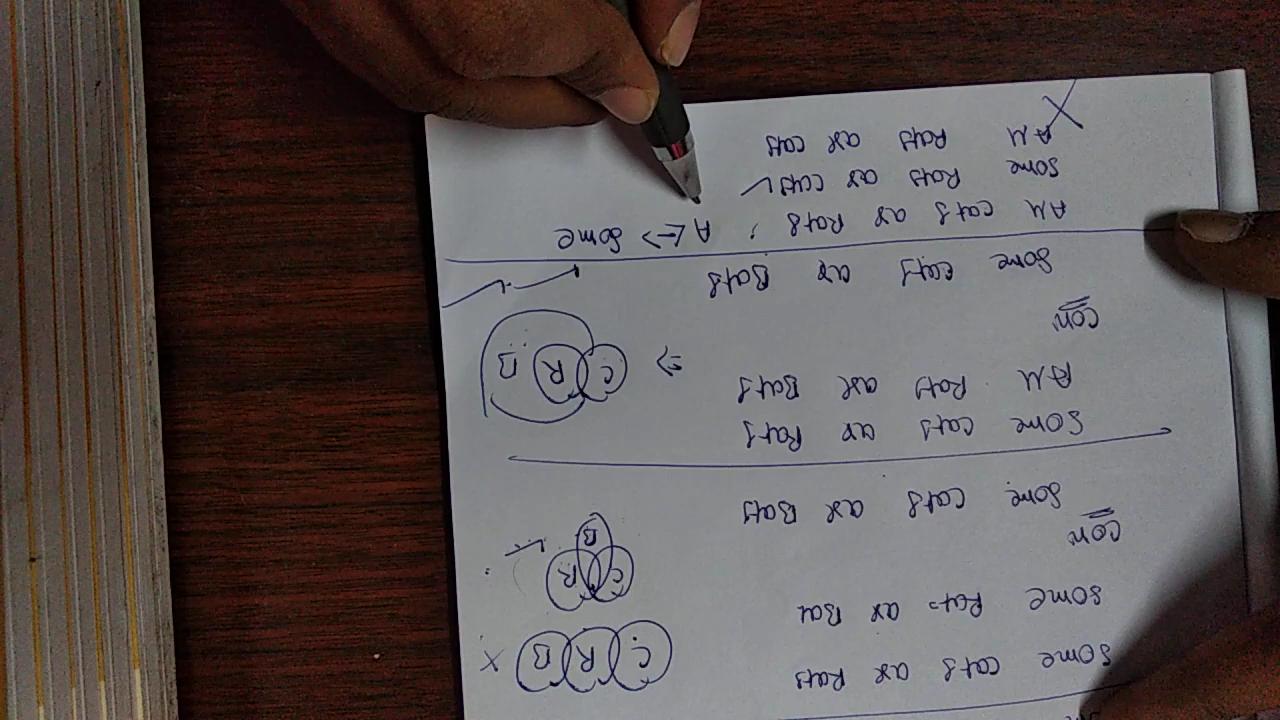 Some cats are Rats
C R B ×
Some Rats are Bat
C R
B
Con:
Some cats are Bats
Some cats are Rats
All Rats are Bats ⇒ C R B
Con:
Some cats are Bats
All cats are Rats : A <-> Some
Some Rats are cats ✓
All Rats are cats ×